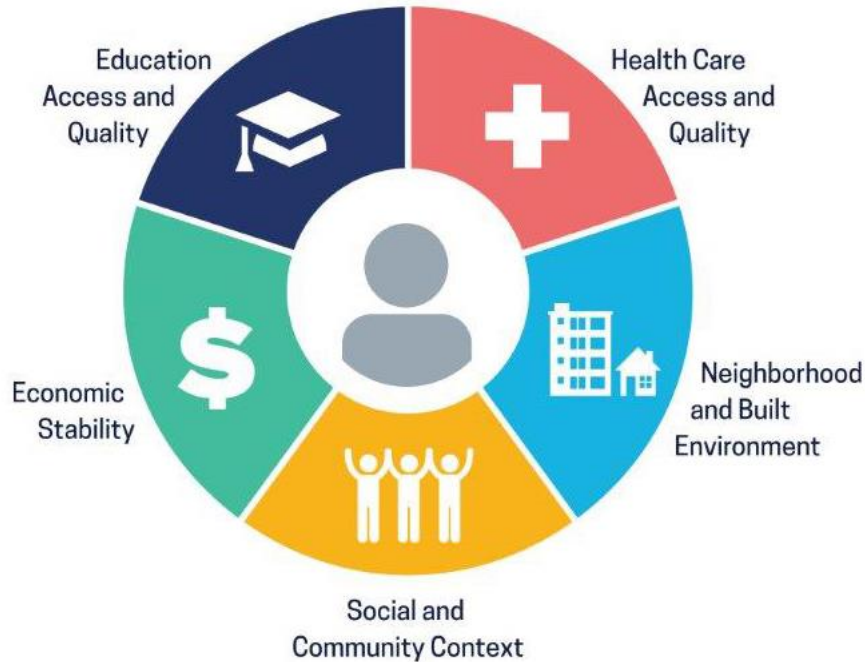 Education
Access and
Quality
Health Care
Access and
Quality
$
Economic
Stability
Neighborhood
and Built
Environment
Social and
Community Context